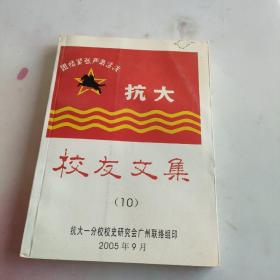 团结紧张严肃活泼
抗大
校友文集
(10)
抗大一分校校史研究会广州联络组印
2005年9月